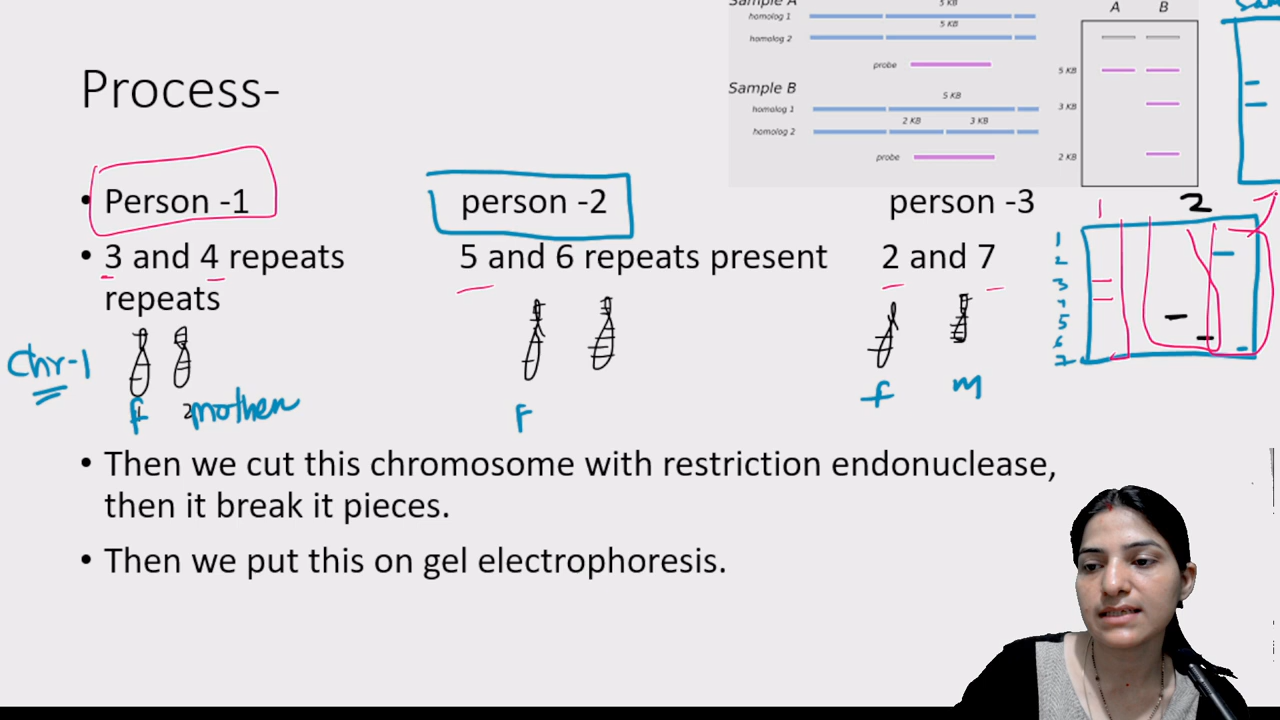 Process-
Sample A
5 KB
homolog 1
5 KB
homolog 2
probe
Sample B
5 KB
homolog 1
2 KB 3 KB
homolog 2
probe
A B
5 KB
3 KB
2 KB
• Person -1 person -2 person -3
• 3 and 4 repeats 5 and 6 repeats present 2 and 7
repeats
Chr-1
f mother F f m
1 2
1
2
3
5
6
7
• Then we cut this chromosome with restriction endonuclease,
then it break it pieces.
• Then we put this on gel electrophoresis.